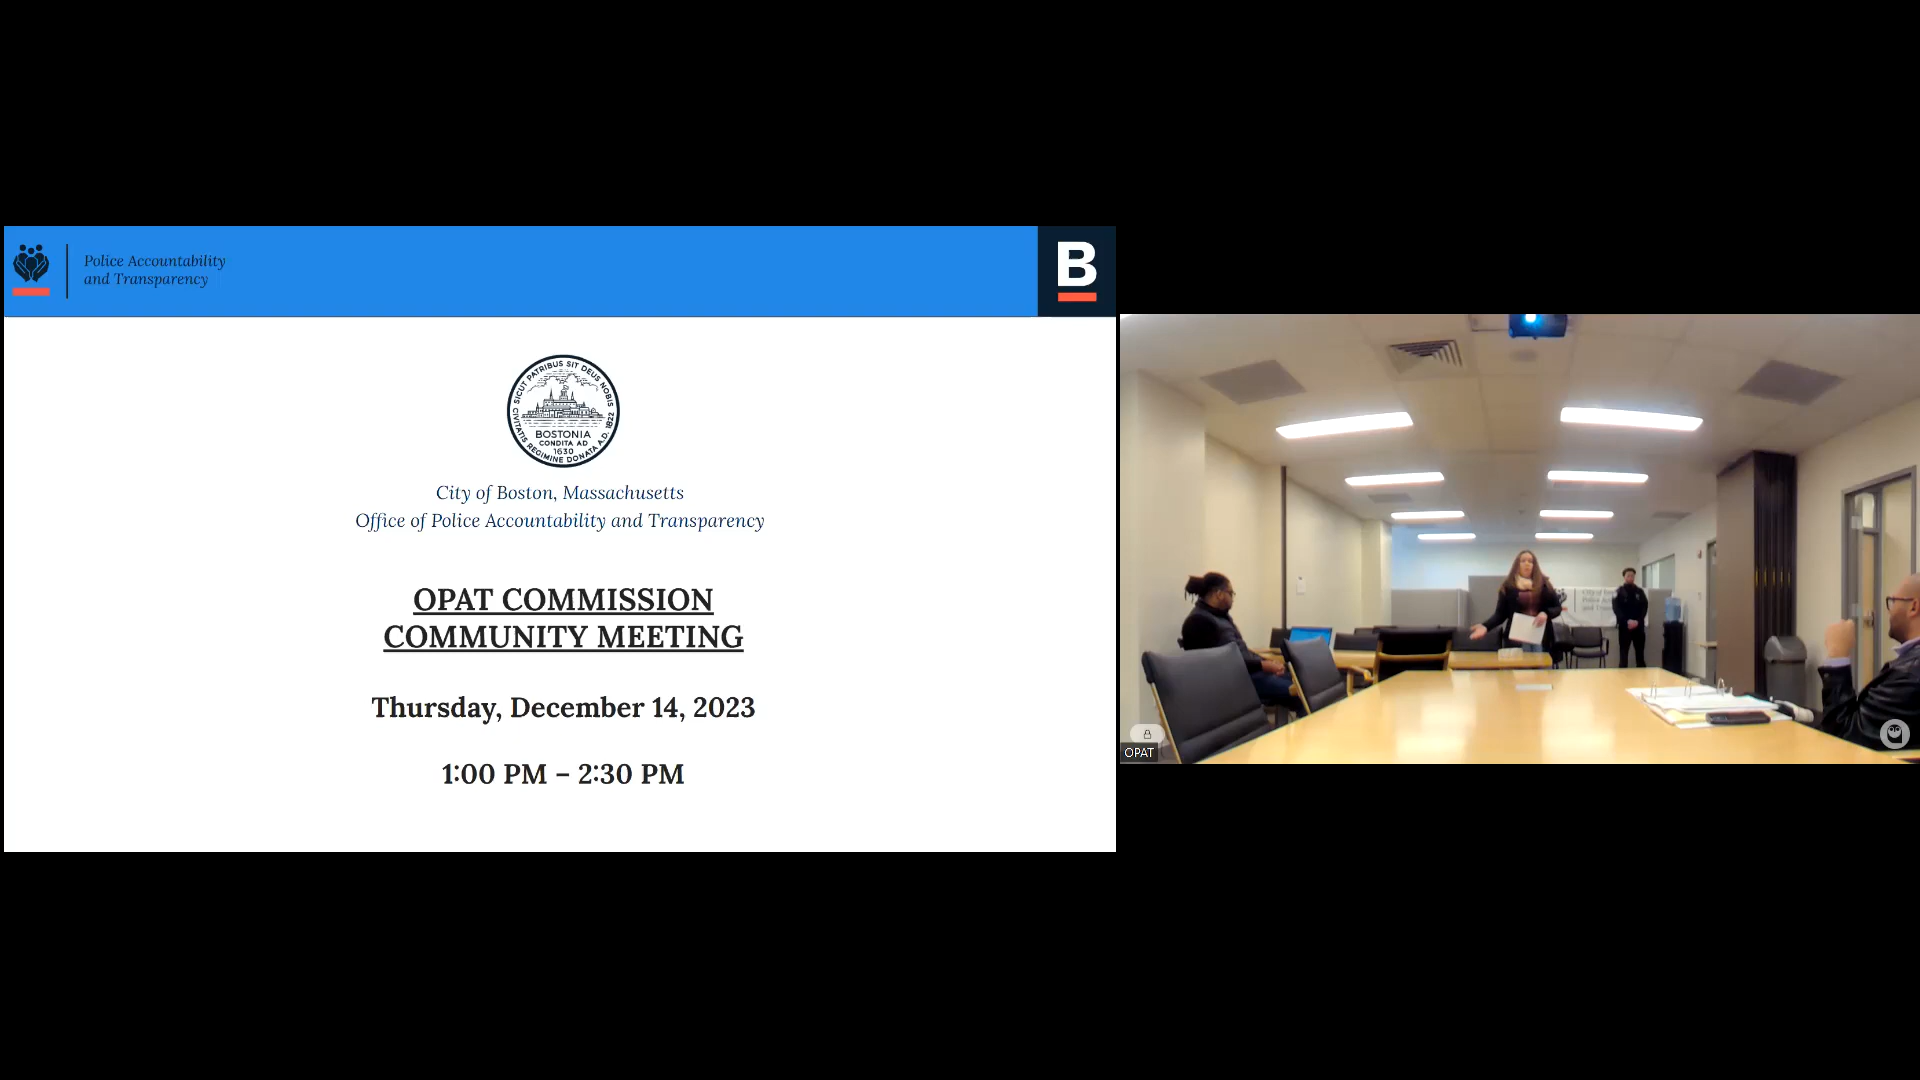 Police Accountability
and Transparency
B
SICUT PATRIBUS SIT DEUS NOBIS
CIVITATIS REGIMINE DONATA A.D. 1822
BOSTONIA
CONDITA AD
1630
City of Boston, Massachusetts
Office of Police Accountability and Transparency
OPAT COMMISSION
COMMUNITY MEETING
Thursday, December 14, 2023
1:00 PM – 2:30 PM
OPAT